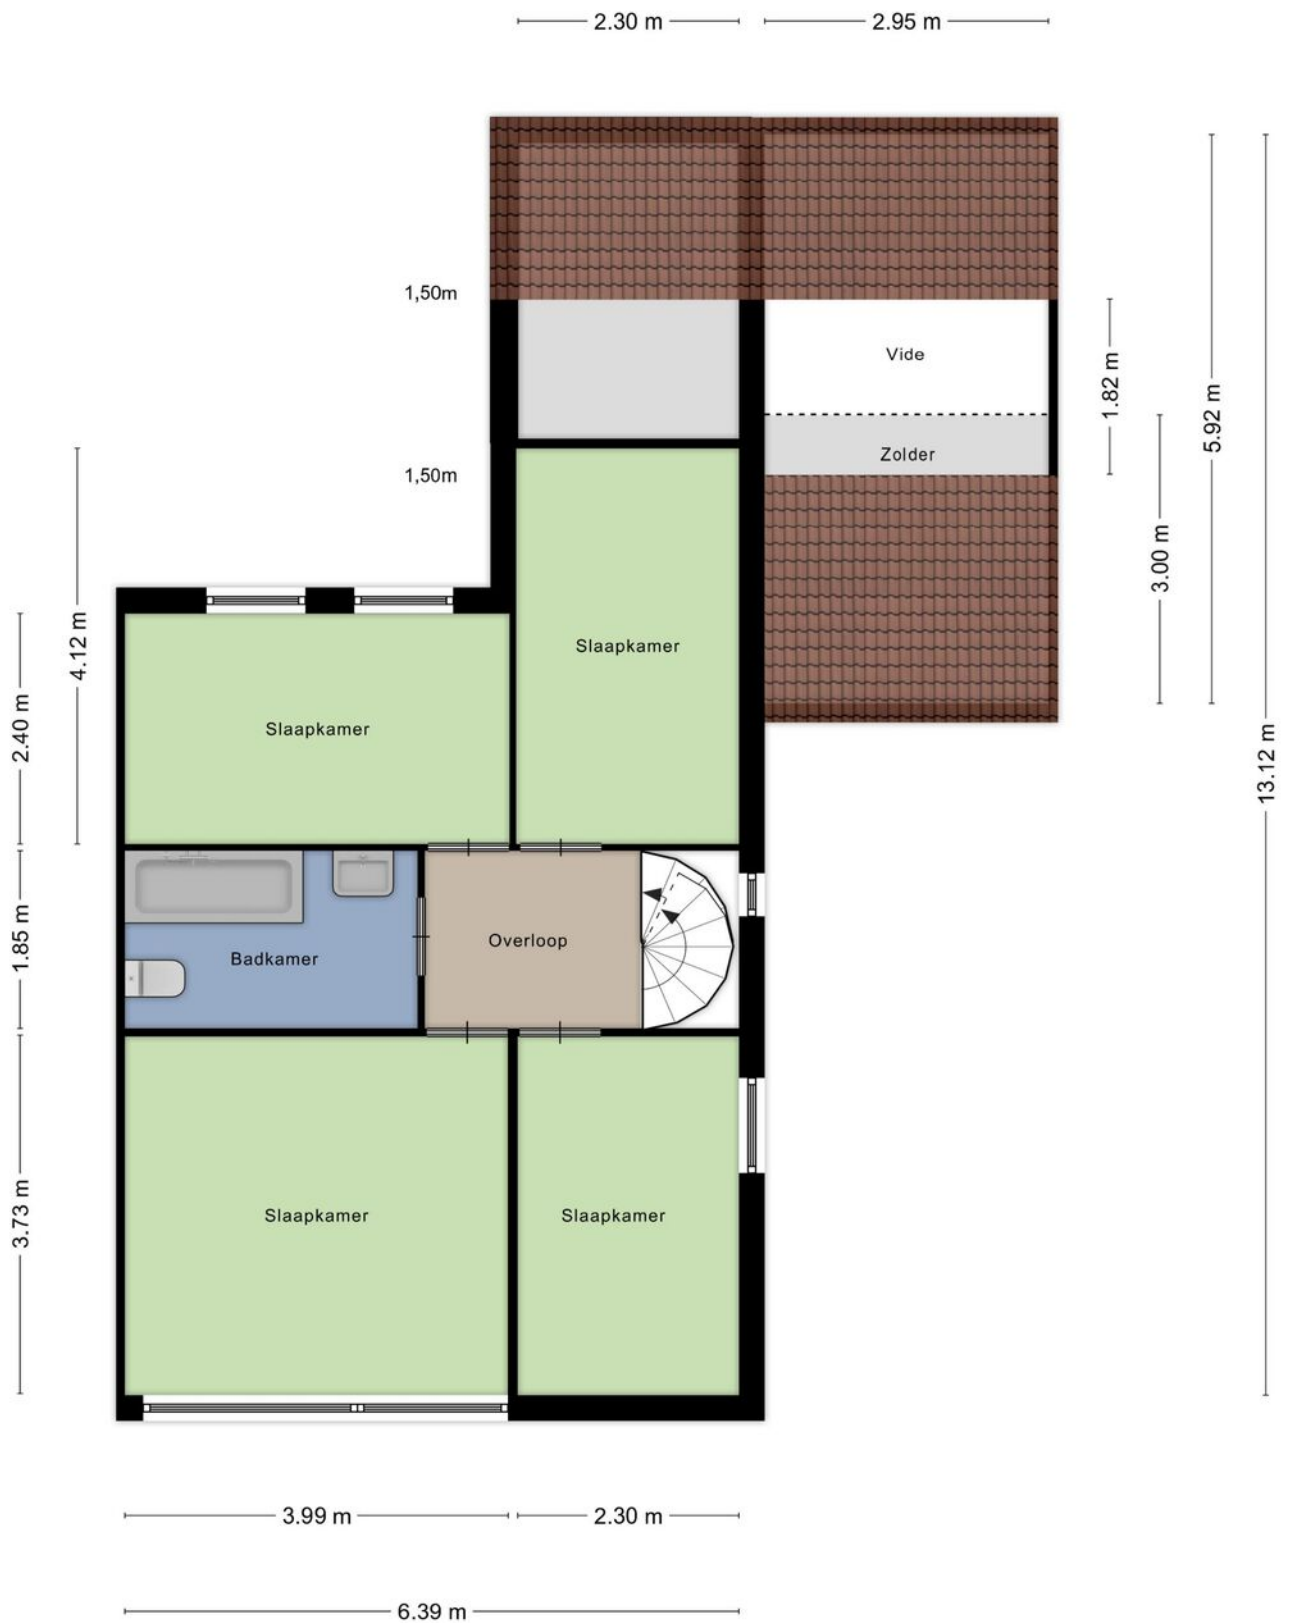 2.30 m
2.95 m
1,50m
Vide
1.82 m
5.92 m
Zolder
1,50m
3.00 m
4.12 m
Slaapkamer
2.40 m
Slaapkamer
13.12 m
1.85 m
Badkamer
Overloop
3.73 m
Slaapkamer
Slaapkamer
3.99 m
2.30 m
6.39 m